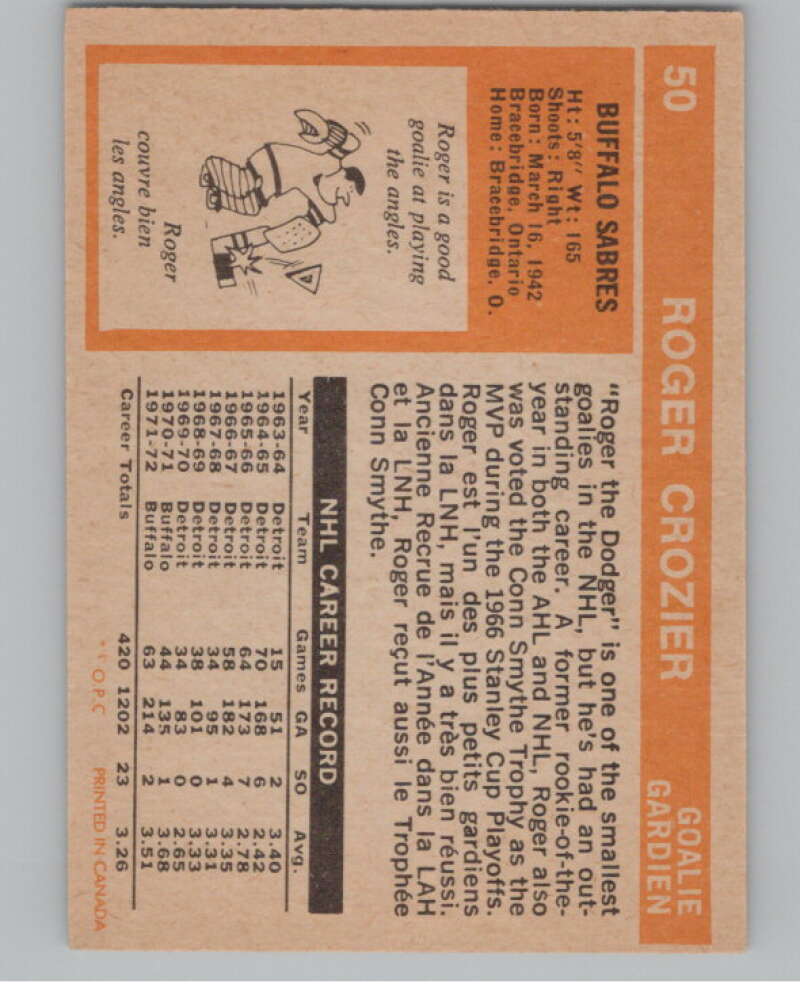 50 ROGER CROZIER GOALIE
GARDIEN
BUFFALO SABRES
Ht: 5'8" Wt: 165
Shoots: Right
Born: March 16, 1942
Bracebridge, Ontario
Home: Bracebridge, O.
Roger is a good
goalie at playing
the angles.
Roger
couvre bien
les angles.
"Roger the Dodger" is one of the smallest
goalies in the NHL, but he's had an out-
standing career. A former rookie-of-the-
year in both the AHL and NHL, Roger also
was voted the Conn Smythe Trophy as the
MVP during the 1966 Stanley Cup Playoffs.
Roger est l'un des plus petits gardiens
dans la LNH, mais il y a très bien réussi.
Ancienne Recrue de l'Année dans la LAH
et la LNH, Roger reçut aussi le Trophée
Conn Smythe.
NHL CAREER RECORD
Year Team Games GA SO Avg.
1963-64 Detroit 15 51 2 3.40
1964-65 Detroit 70 168 6 2.42
1965-66 Detroit 64 173 7 2.78
1966-67 Detroit 58 182 4 3.35
1967-68 Detroit 34 95 1 3.31
1968-69 Detroit 38 101 0 3.33
1969-70 Detroit 34 83 0 2.65
1970-71 Buffalo 44 135 1 3.68
1971-72 Buffalo 63 214 2 3.51
Career Totals 420 1202 23 3.26
O.P.C PRINTED IN CANADA